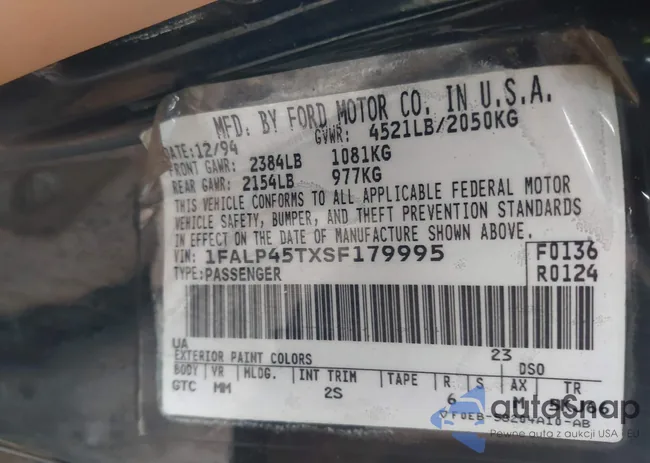 MFD. BY FORD MOTOR CO. IN U.S.A.
DATE: 12/94 GVWR: 4521LB/2050KG
FRONT GAWR: 2384LB 1081KG
REAR GAWR: 2154LB 977KG
THIS VEHICLE CONFORMS TO ALL APPLICABLE FEDERAL MOTOR
VEHICLE SAFETY, BUMPER, AND THEFT PREVENTION STANDARDS
IN EFFECT ON THE DATE OF MANUFACTURE SHOWN ABOVE.
VIN: 1FALP45TXSF179995 F0136
TYPE: PASSENGER R0124
UA
EXTERIOR PAINT COLORS 23 DSO
BODY VR MLDG. INT TRIM TAPE R S AX TR
GTC MM 2S 6 M
autoSnap
Pewne auta z aukcji USA - EU